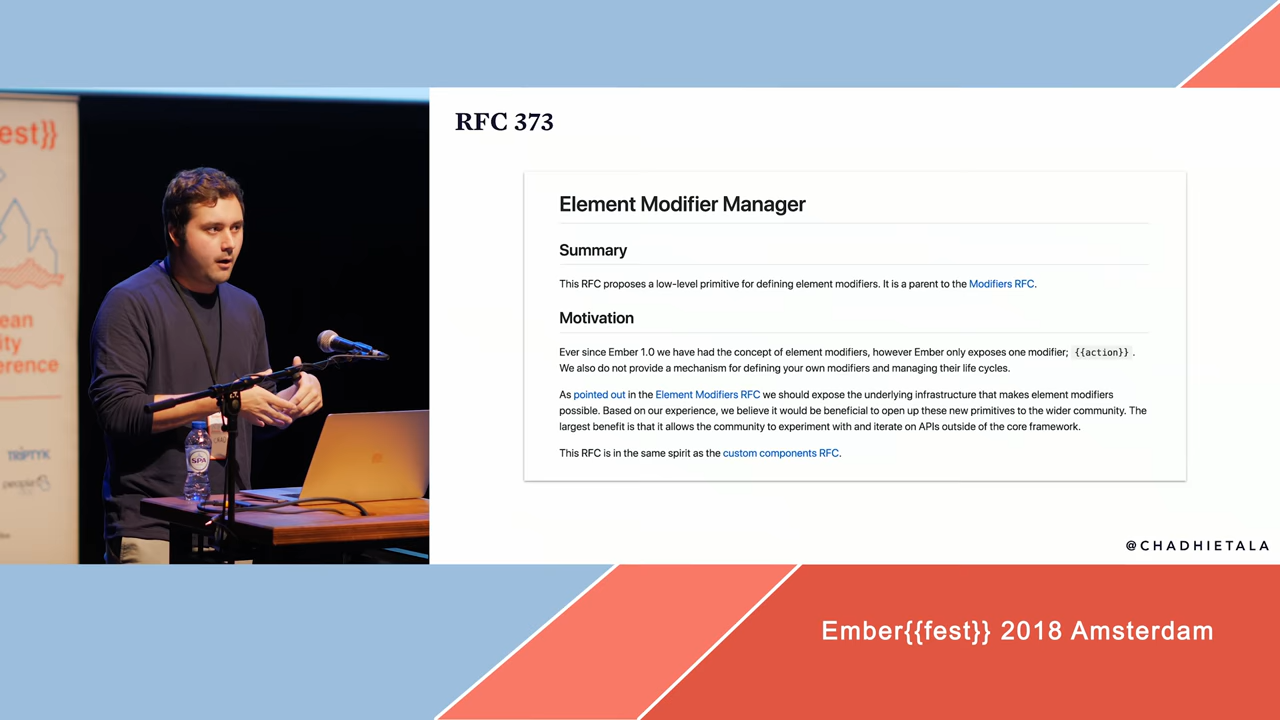 est}}
ean
ity
erence
TRIPTYK
people
SPA
RFC 373
Element Modifier Manager
Summary
This RFC proposes a low-level primitive for defining element modifiers. It is a parent to the Modifiers RFC.
Motivation
Ever since Ember 1.0 we have had the concept of element modifiers, however Ember only exposes one modifier; {{action}} .
We also do not provide a mechanism for defining your own modifiers and managing their life cycles.
As pointed out in the Element Modifiers RFC we should expose the underlying infrastructure that makes element modifiers
possible. Based on our experience, we believe it would be beneficial to open up these new primitives to the wider community. The
largest benefit is that it allows the community to experiment with and iterate on APIs outside of the core framework.
This RFC is in the same spirit as the custom components RFC.
@CHADHIETALA
Ember{{fest}} 2018 Amsterdam